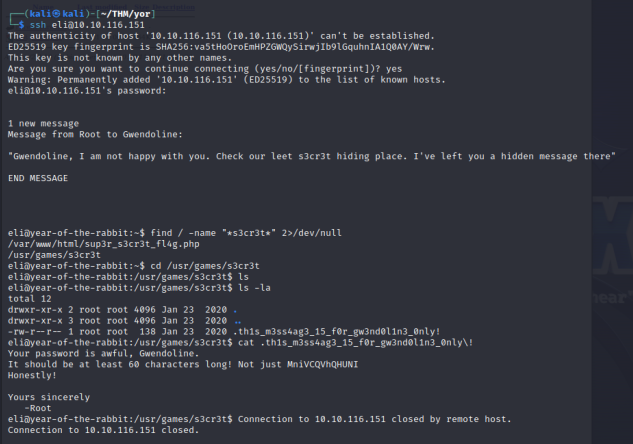 (kali㉿kali)-[~/THM/yor]
$ ssh eli@10.10.116.151
The authenticity of host '10.10.116.151 (10.10.116.151)' can't be established.
ED25519 key fingerprint is SHA256:va5tHoOroEmHPZGWQySirwjIb9lGquhnIA1Q0AY/Wrw.
This key is not known by any other names.
Are you sure you want to continue connecting (yes/no/[fingerprint])? yes
Warning: Permanently added '10.10.116.151' (ED25519) to the list of known hosts.
eli@10.10.116.151's password:
1 new message
Message from Root to Gwendoline:
"Gwendoline, I am not happy with you. Check our leet s3cr3t hiding place. I've left you a hidden message there"
END MESSAGE
eli@year-of-the-rabbit:~$ find / -name "*s3cr3t*" 2>/dev/null
/var/www/html/sup3r_s3cr3t_fl4g.php
/usr/games/s3cr3t
eli@year-of-the-rabbit:~$ cd /usr/games/s3cr3t
eli@year-of-the-rabbit:/usr/games/s3cr3t$ ls
eli@year-of-the-rabbit:/usr/games/s3cr3t$ ls -la
total 12
drwxr-xr-x 2 root root 4096 Jan 23  2020 .
drwxr-xr-x 3 root root 4096 Jan 23  2020 ..
-rw-r--r-- 1 root root  138 Jan 23  2020 .th1s_m3ss4ag3_15_f0r_gw3nd0l1n3_0nly!
eli@year-of-the-rabbit:/usr/games/s3cr3t$ cat .th1s_m3ss4ag3_15_f0r_gw3nd0l1n3_0nly\!
Your password is awful, Gwendoline.
It should be at least 60 characters long! Not just MniVCQVhQHUNI
Honestly!
Yours sincerely
-Root
eli@year-of-the-rabbit:/usr/games/s3cr3t$ Connection to 10.10.116.151 closed by remote host.
Connection to 10.10.116.151 closed.